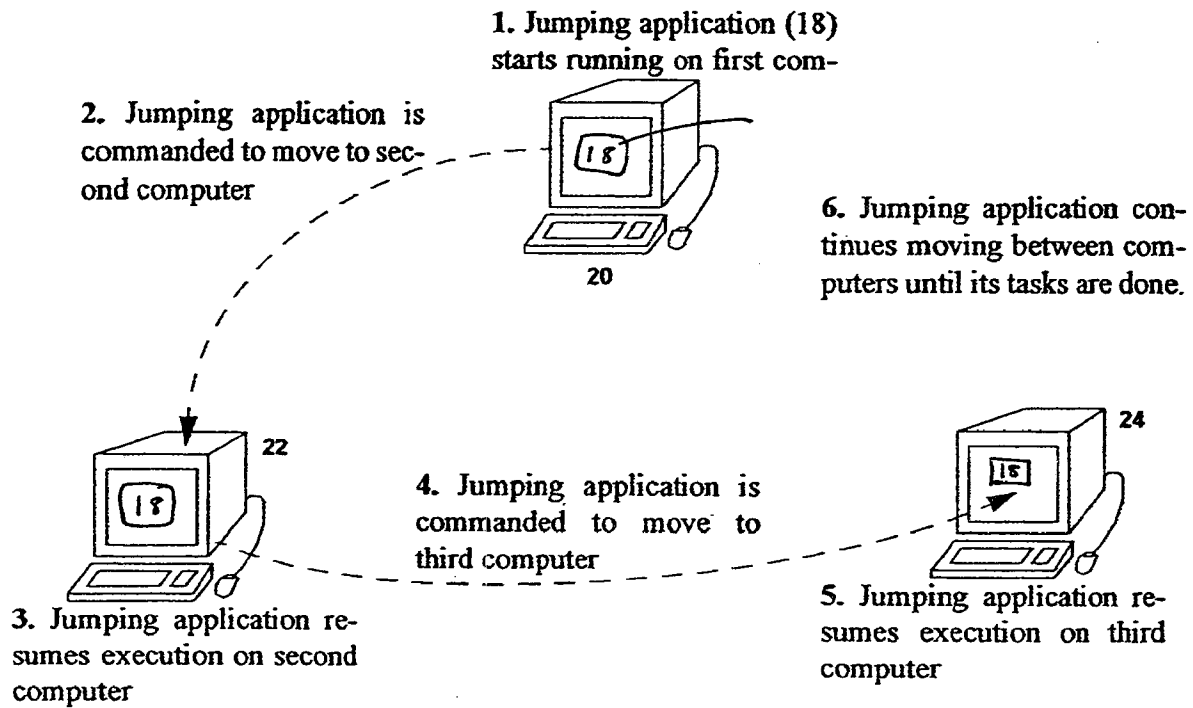 1. Jumping application (18)
starts running on first com-
18
20
2. Jumping application is
commanded to move to sec-
ond computer
22
18
3. Jumping application re-
sumes execution on second
computer
4. Jumping application is
commanded to move to
third computer
24
18
5. Jumping application re-
sumes execution on third
computer
6. Jumping application con-
tinues moving between com-
puters until its tasks are done.